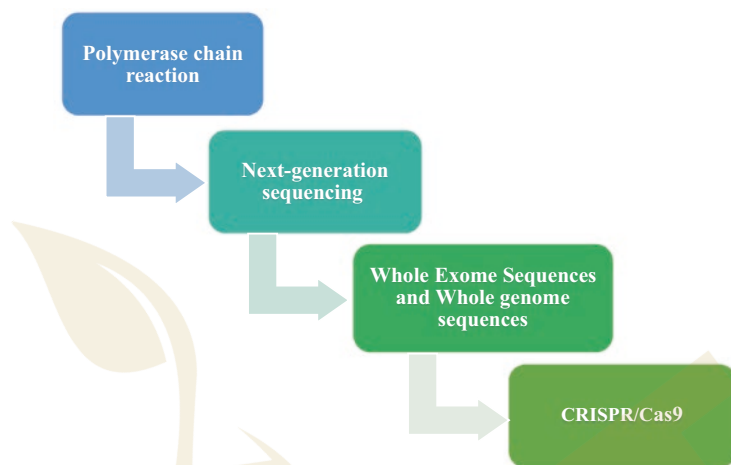 Polymerase chain
reaction
Next-generation
sequencing
Whole Exome Sequences
and Whole genome
sequences
CRISPR/Cas9